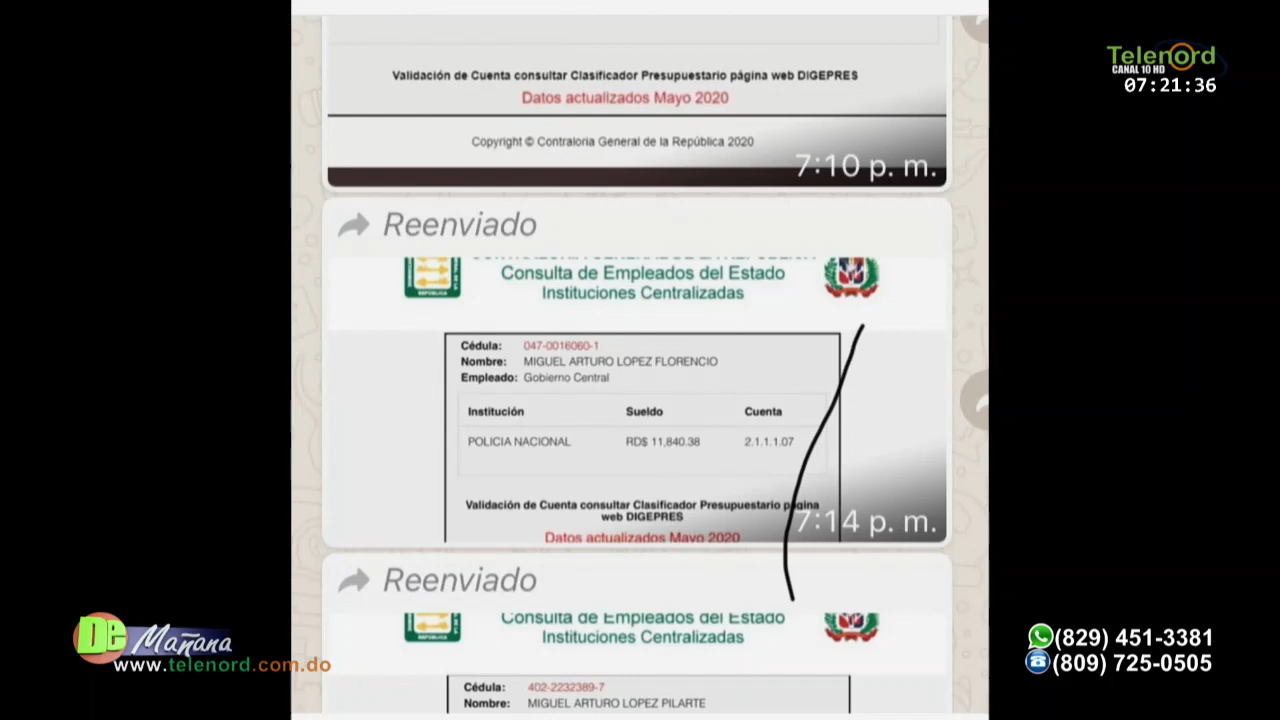 Validación de Cuenta consultar Clasificador Presupuestario página web DIGEPRES
Datos actualizados Mayo 2020
Copyright © Contraloria General de la República 2020
7:10 p. m.
Telenord
CANAL 10 HD
07:21:36
Reenviado
Consulta de Empleados del Estado
Instituciones Centralizadas
Cédula: 047-0016060-1
Nombre: MIGUEL ARTURO LOPEZ FLORENCIO
Empleado: Gobierno Central
Institución Sueldo Cuenta
POLICIA NACIONAL RD$ 11,840.38 2.1.1.1.07
Validación de Cuenta consultar Clasificador Presupuestario página
web DIGEPRES
Datos actualizados Mayo 2020
7:14 p. m.
Reenviado
Consulta de Empleados del Estado
Instituciones Centralizadas
Cédula: 402-2232389-7
Nombre: MIGUEL ARTURO LOPEZ PILARTE
De Mañana
www.telenord.com.do
(829) 451-3381
(809) 725-0505